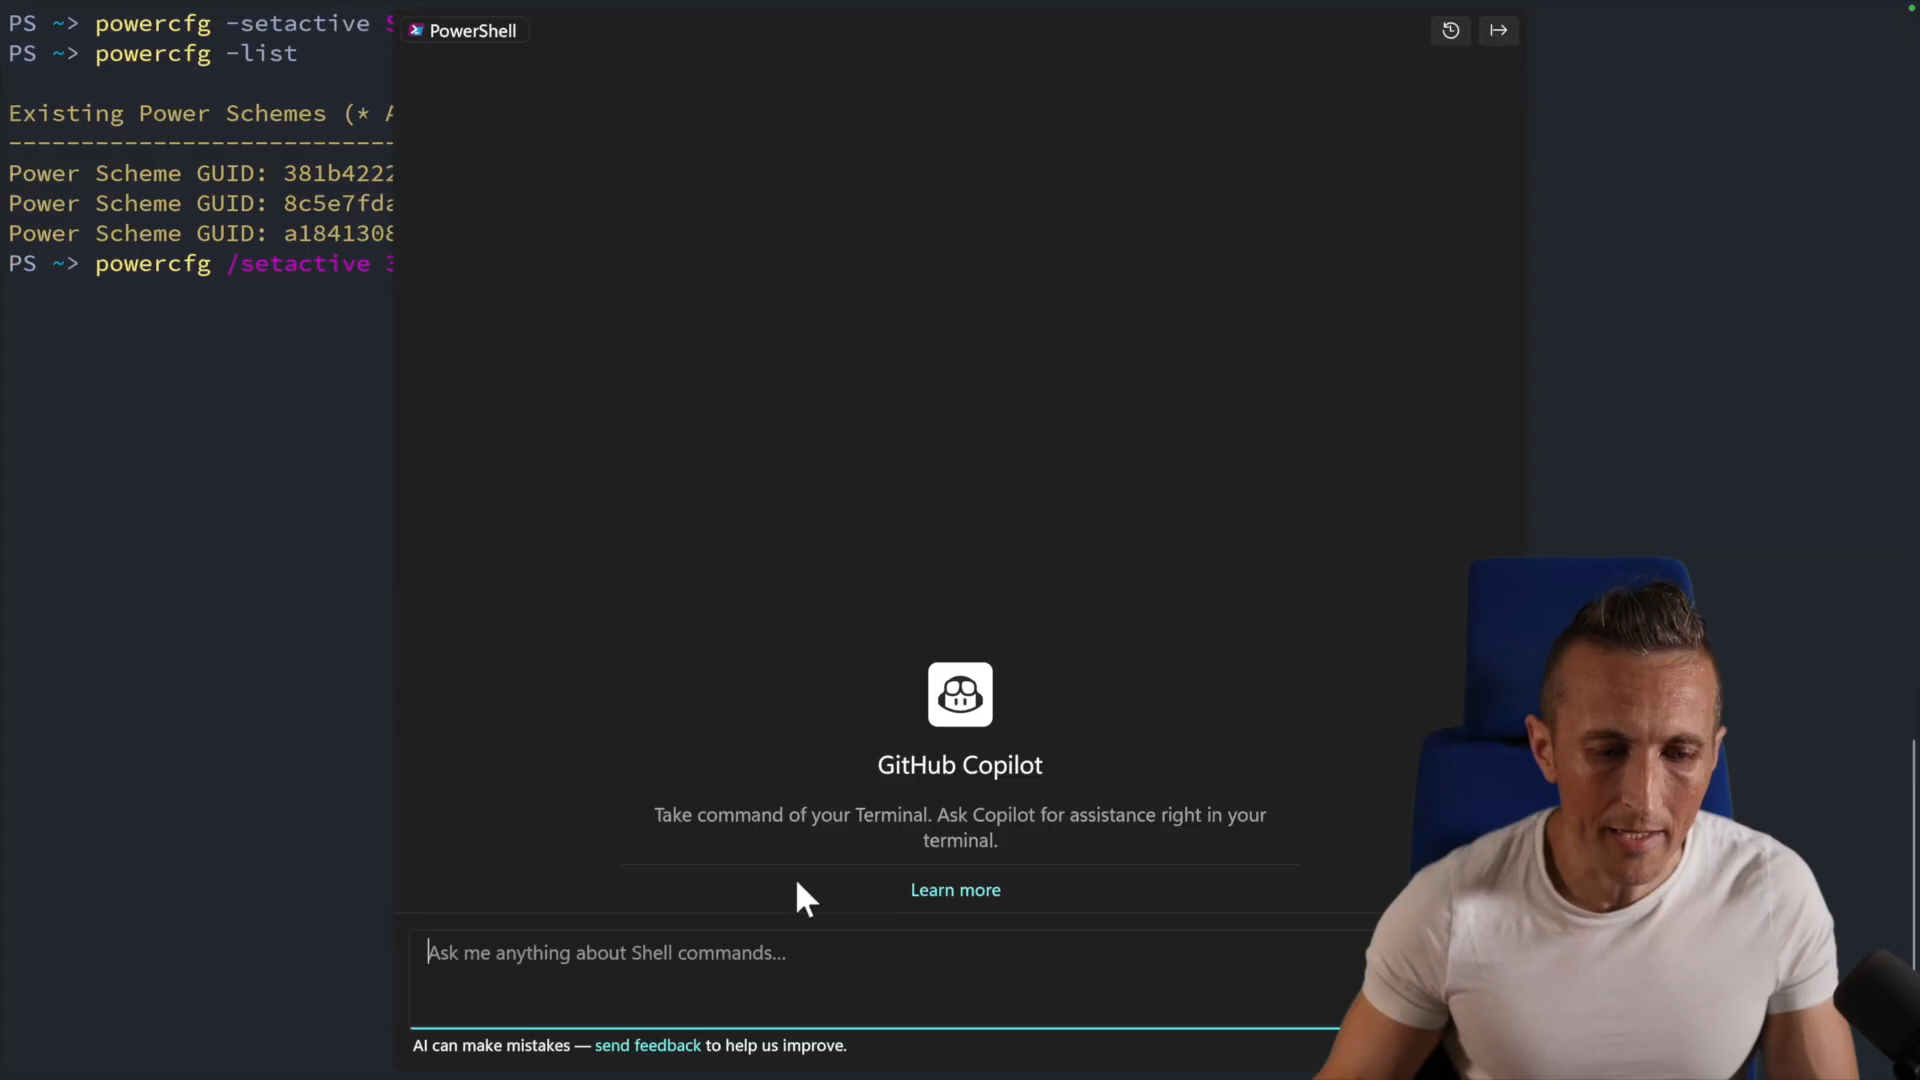 PS ~> powercfg -setactive
PS ~> powercfg -list
Existing Power Schemes (* A
---------------------------
Power Scheme GUID: 381b4222
Power Scheme GUID: 8c5e7fda
Power Scheme GUID: a1841308
PS ~> powercfg /setactive 3
PowerShell
GitHub Copilot
Take command of your Terminal. Ask Copilot for assistance right in your
terminal.
Learn more
Ask me anything about Shell commands...
AI can make mistakes — send feedback to help us improve.